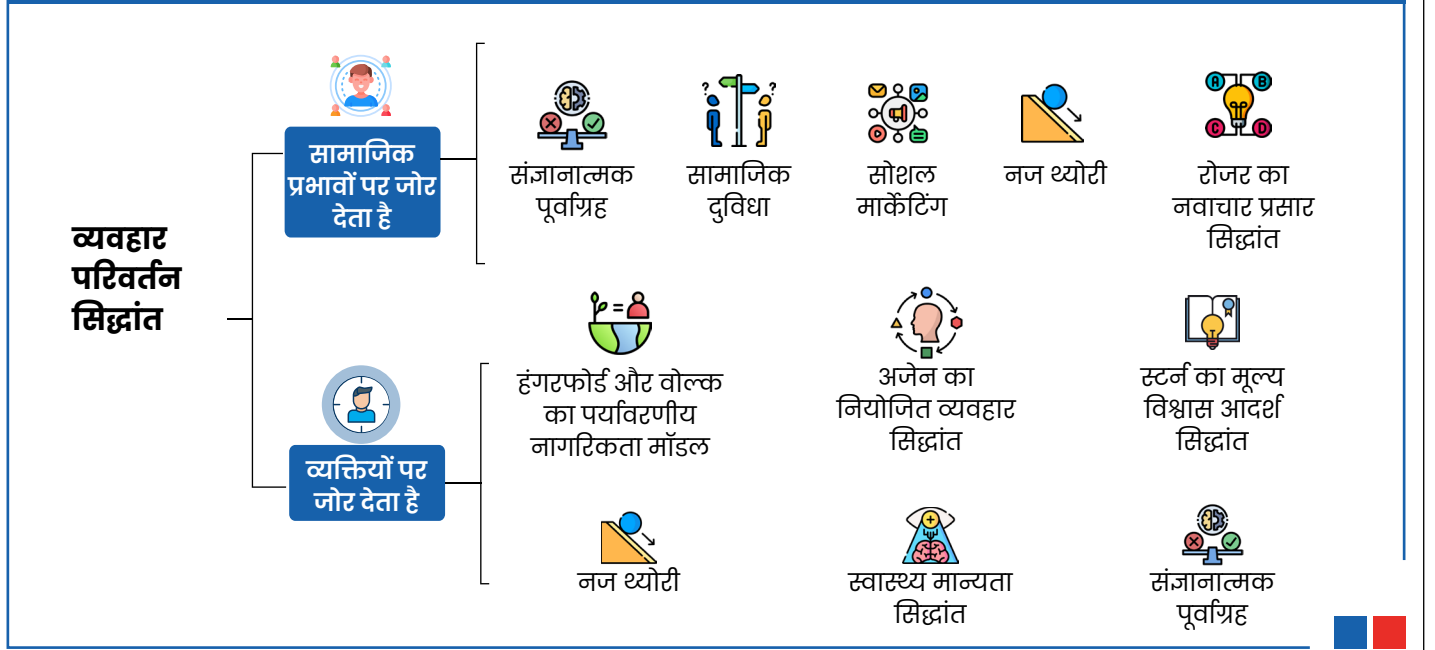 व्यवहार
परिवर्तन
सिद्धांत
सामाजिक
प्रभावों पर जोर
देता है
संज्ञानात्मक
पूर्वाग्रह
सामाजिक
दुविधा
सोशल
मार्केटिंग
नज थ्योरी
A
B
C
D
रोजर का
नवाचार प्रसार
सिद्धांत
व्यक्तियों पर
जोर देता है
हंगरफोर्ड और वोल्क
का पर्यावरणीय
नागरिकता मॉडल
अजेन का
नियोजित व्यवहार
सिद्धांत
स्टर्न का मूल्य
विश्वास आदर्श
सिद्धांत
नज थ्योरी
स्वास्थ्य मान्यता
सिद्धांत
संज्ञानात्मक
पूर्वाग्रह